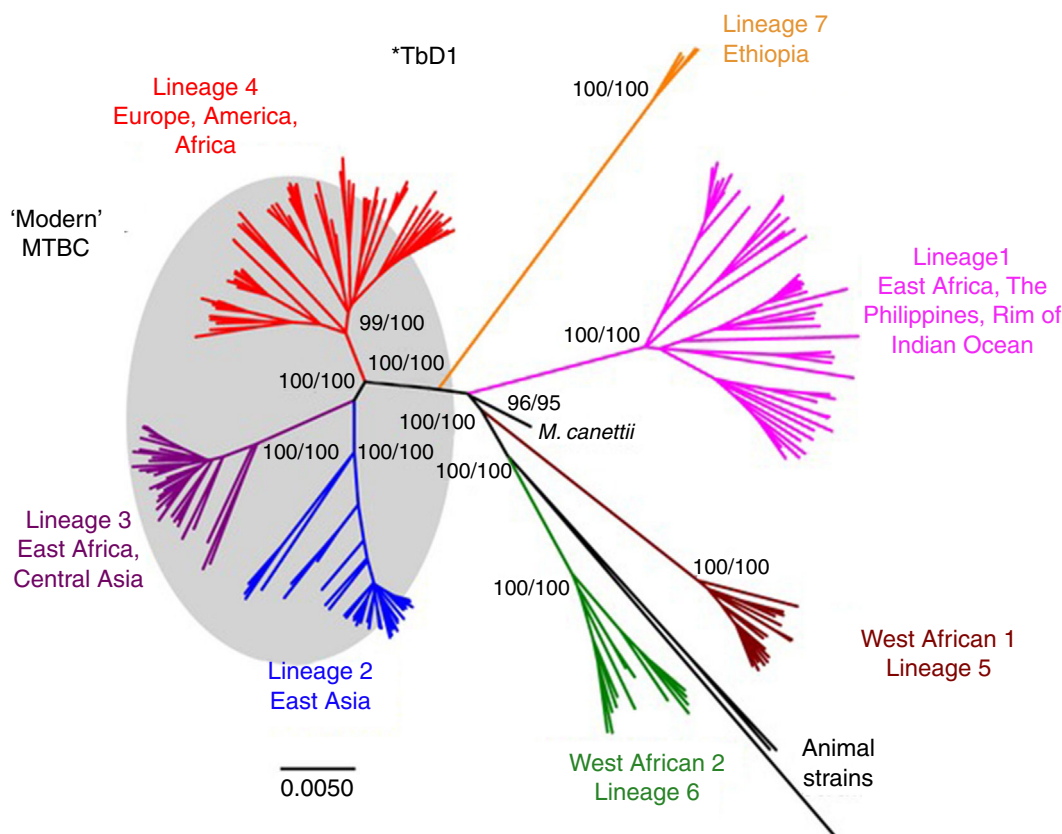 *TbD1
Lineage 7
Ethiopia
100/100
Lineage 4
Europe, America,
Africa
'Modern'
MTBC
Lineage1
East Africa, The
Philippines, Rim of
Indian Ocean
100/100
99/100
100/100
100/100
96/95
M. canettii
100/100
100/100
100/100
100/100
Lineage 3
East Africa,
Central Asia
100/100
100/100
West African 1
Lineage 5
Lineage 2
East Asia
West African 2
Lineage 6
Animal
strains
0.0050